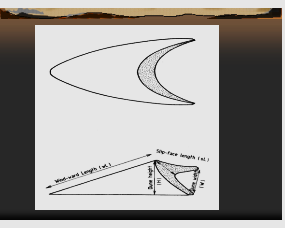 Slip-face length (sL)
Wind-ward Length (wL)
Dune height
(H)